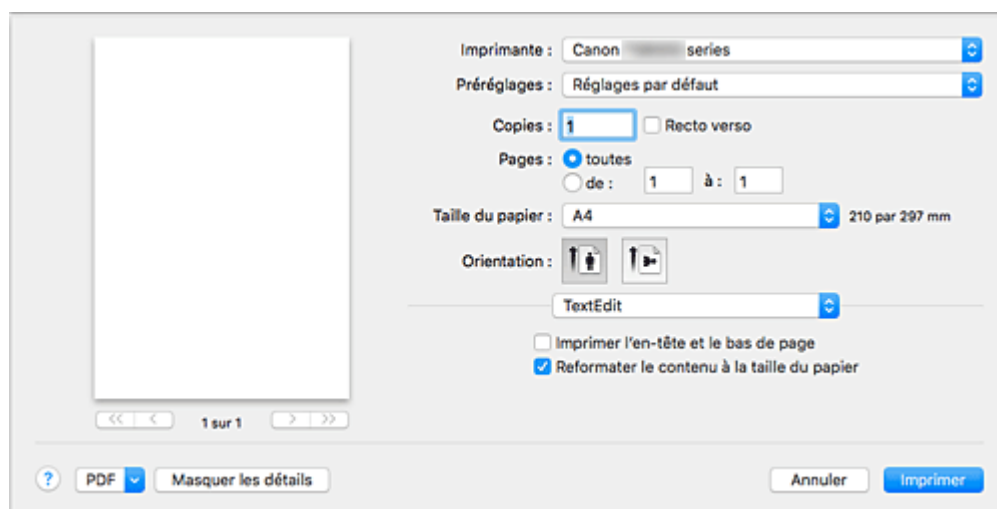 Imprimante : Canon series
Préréglages : Réglages par défaut
Copies : 1 Recto verso
Pages : toutes
de : 1 à : 1
Taille du papier : A4 210 par 297 mm
Orientation :
TextEdit
Imprimer l'en-tête et le bas de page
Reformater le contenu à la taille du papier
<< < 1 sur 1 > >>
? PDF Masquer les détails Annuler Imprimer